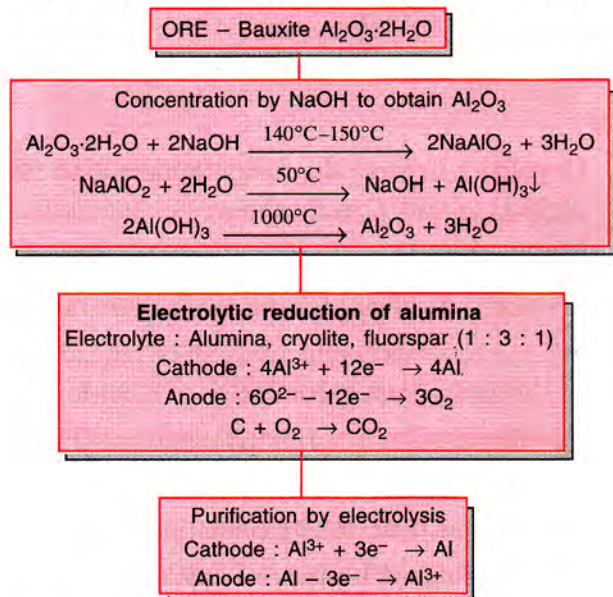 ORE – Bauxite Al₂O₃·2H₂O
Concentration by NaOH to obtain Al₂O₃
Al₂O₃·2H₂O + 2NaOH 140°C–150°C→ 2NaAlO₂ + 3H₂O
NaAlO₂ + 2H₂O 50°C→ NaOH + Al(OH)₃↓
2Al(OH)₃ 1000°C→ Al₂O₃ + 3H₂O
Electrolytic reduction of alumina
Electrolyte : Alumina, cryolite, fluorspar (1 : 3 : 1)
Cathode : 4Al³⁺ + 12e⁻ → 4Al
Anode : 6O²⁻ – 12e⁻ → 3O₂
C + O₂ → CO₂
Purification by electrolysis
Cathode : Al³⁺ + 3e⁻ → Al
Anode : Al – 3e⁻ → Al³⁺